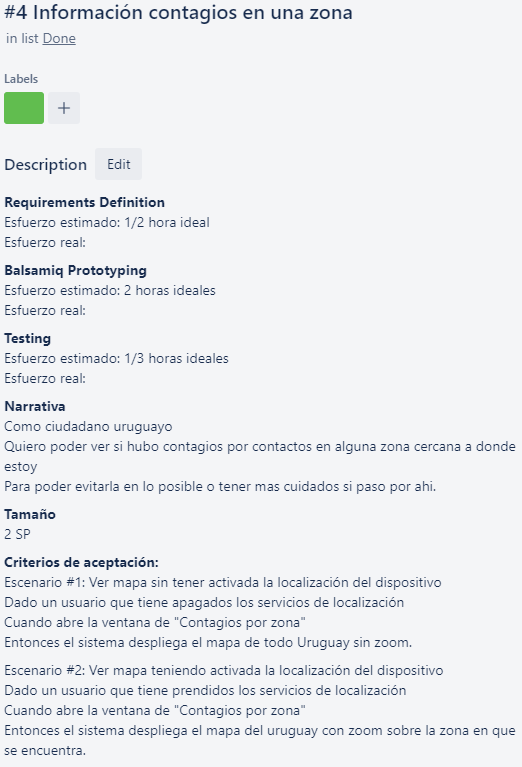 #4 Información contagios en una zona
in list Done
Labels
+
Description Edit
Requirements Definition
Esfuerzo estimado: 1/2 hora ideal
Esfuerzo real:
Balsamiq Prototyping
Esfuerzo estimado: 2 horas ideales
Esfuerzo real:
Testing
Esfuerzo estimado: 1/3 horas ideales
Esfuerzo real:
Narrativa
Como ciudadano uruguayo
Quiero poder ver si hubo contagios por contactos en alguna zona cercana a donde
estoy
Para poder evitarla en lo posible o tener mas cuidados si paso por ahi.
Tamaño
2 SP
Criterios de aceptación:
Escenario #1: Ver mapa sin tener activada la localización del dispositivo
Dado un usuario que tiene apagados los servicios de localización
Cuando abre la ventana de "Contagios por zona"
Entonces el sistema despliega el mapa de todo Uruguay sin zoom.
Escenario #2: Ver mapa teniendo activada la localización del dispositivo
Dado un usuario que tiene prendidos los servicios de localización
Cuando abre la ventana de "Contagios por zona"
Entonces el sistema despliega el mapa del uruguay con zoom sobre la zona en que
se encuentra.